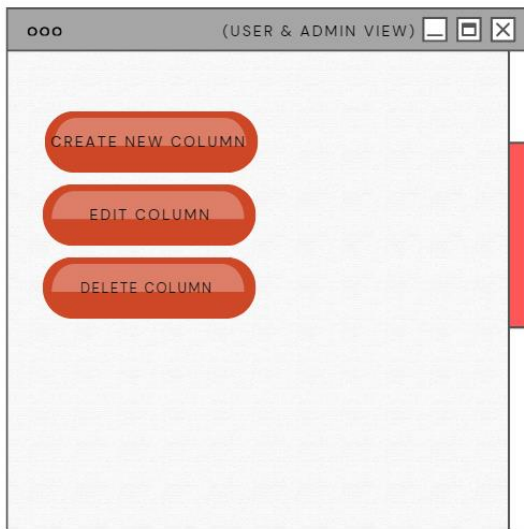 ooo (USER & ADMIN VIEW)
CREATE NEW COLUMN
EDIT COLUMN
DELETE COLUMN